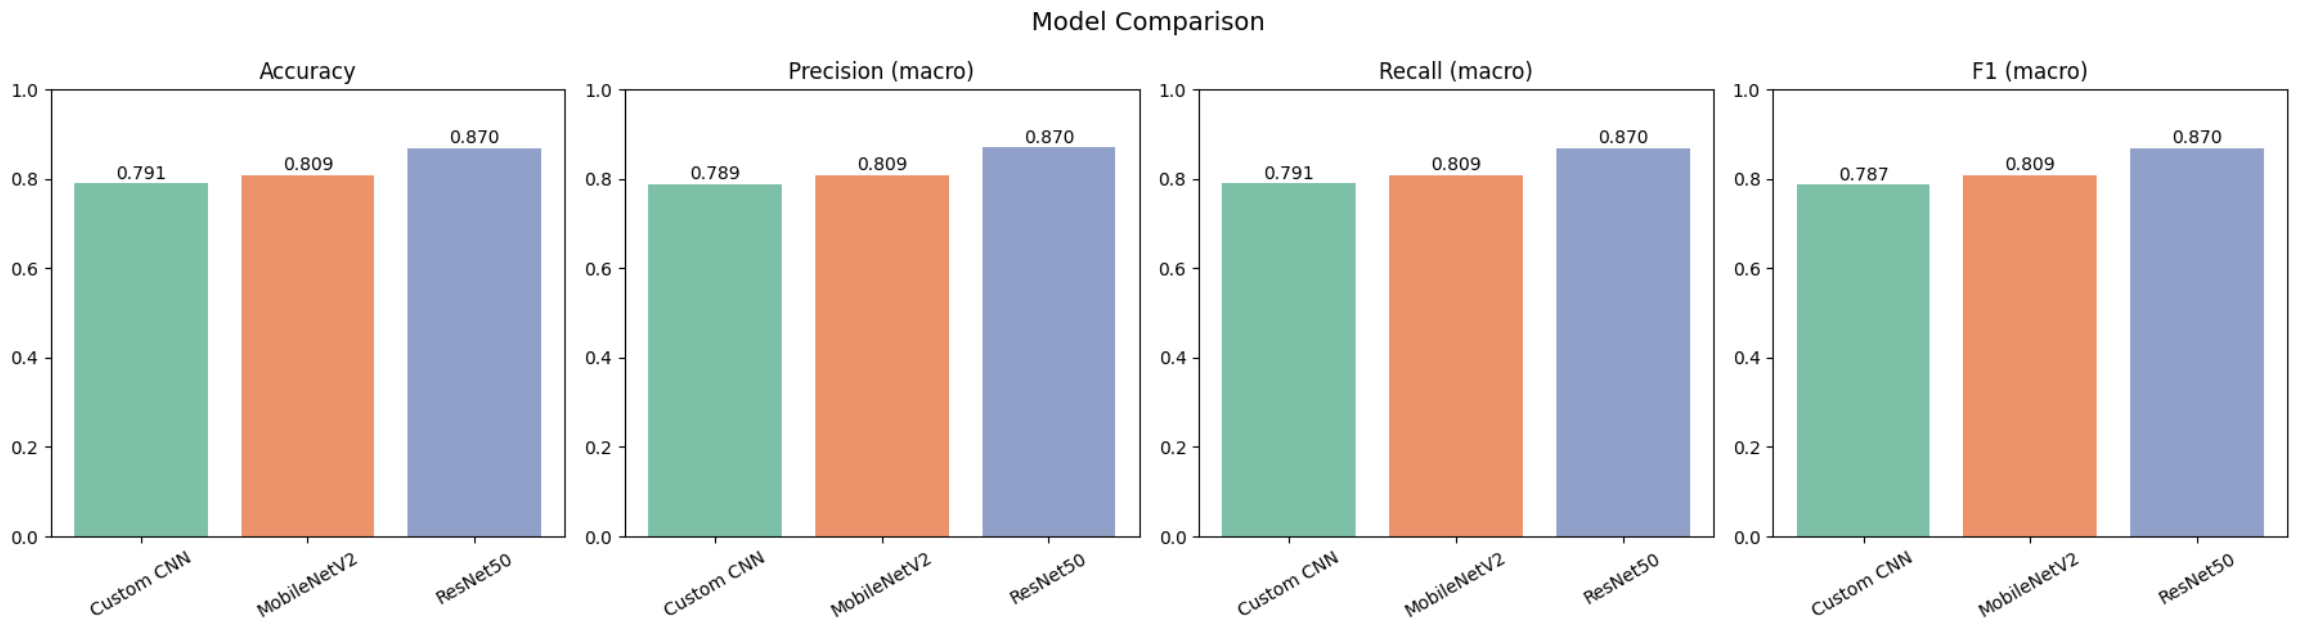 Model Comparison
Accuracy
1.0
0.8
0.6
0.4
0.2
0.0
0.791
0.809
0.870
Custom CNN
MobileNetV2
ResNet50
Precision (macro)
1.0
0.8
0.6
0.4
0.2
0.0
0.789
0.809
0.870
Custom CNN
MobileNetV2
ResNet50
Recall (macro)
1.0
0.8
0.6
0.4
0.2
0.0
0.791
0.809
0.870
Custom CNN
MobileNetV2
ResNet50
F1 (macro)
1.0
0.8
0.6
0.4
0.2
0.0
0.787
0.809
0.870
Custom CNN
MobileNetV2
ResNet50